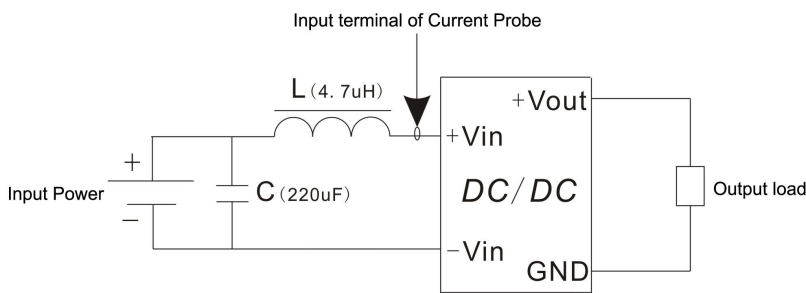 Input terminal of Current Probe
L(4.7uH)
+Vout
+Vin
+
Input Power
C(220uF)
DC/DC
Output load
−
−Vin
GND